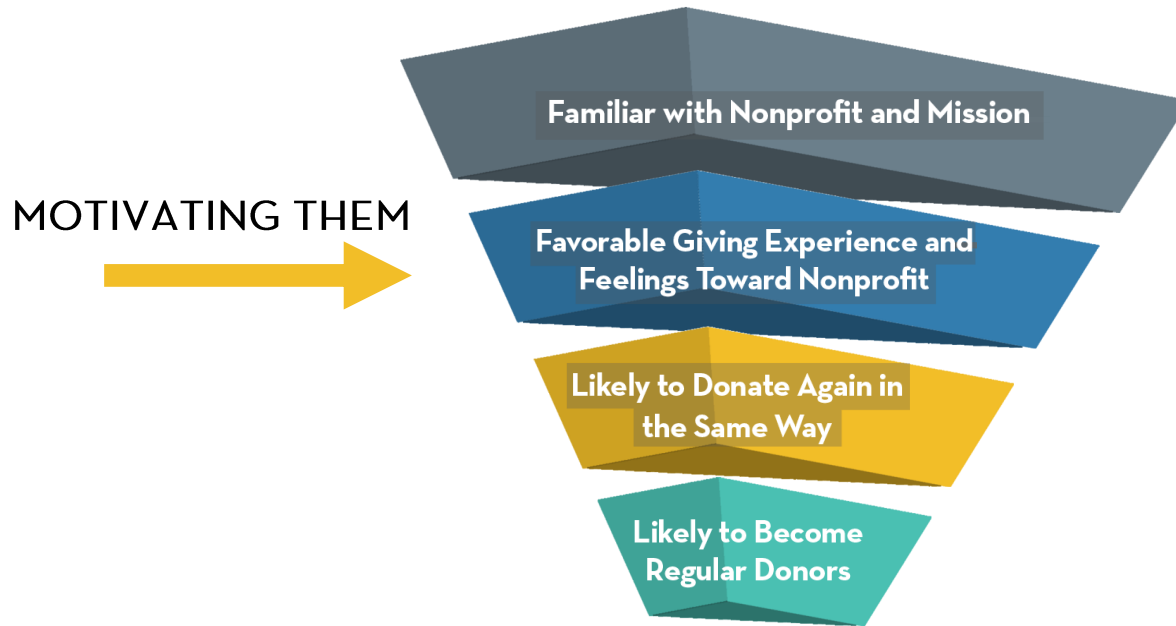 Familiar with Nonprofit and Mission
MOTIVATING THEM
Favorable Giving Experience and
Feelings Toward Nonprofit
Likely to Donate Again in
the Same Way
Likely to Become
Regular Donors